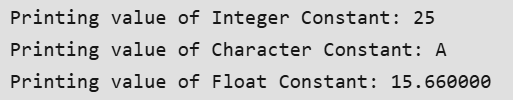 Printing value of Integer Constant: 25
Printing value of Character Constant: A
Printing value of Float Constant: 15.660000